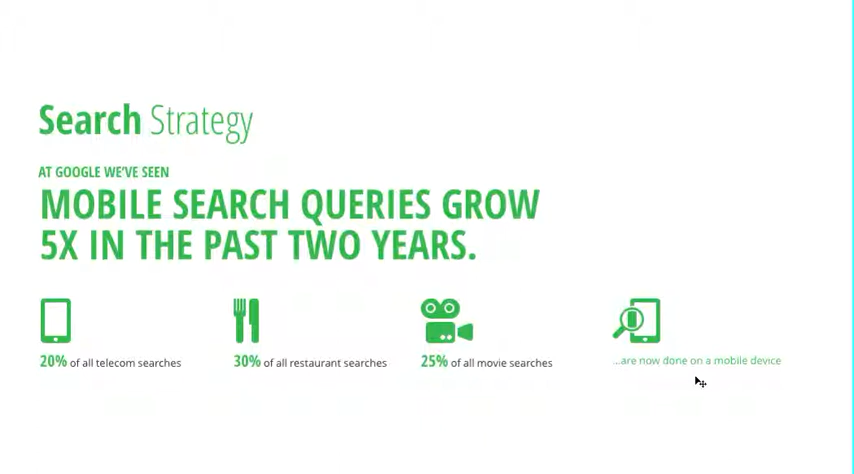 Search Strategy
AT GOOGLE WE'VE SEEN
MOBILE SEARCH QUERIES GROW
5X IN THE PAST TWO YEARS.
20% of all telecom searches
30% of all restaurant searches
25% of all movie searches
...are now done on a mobile device